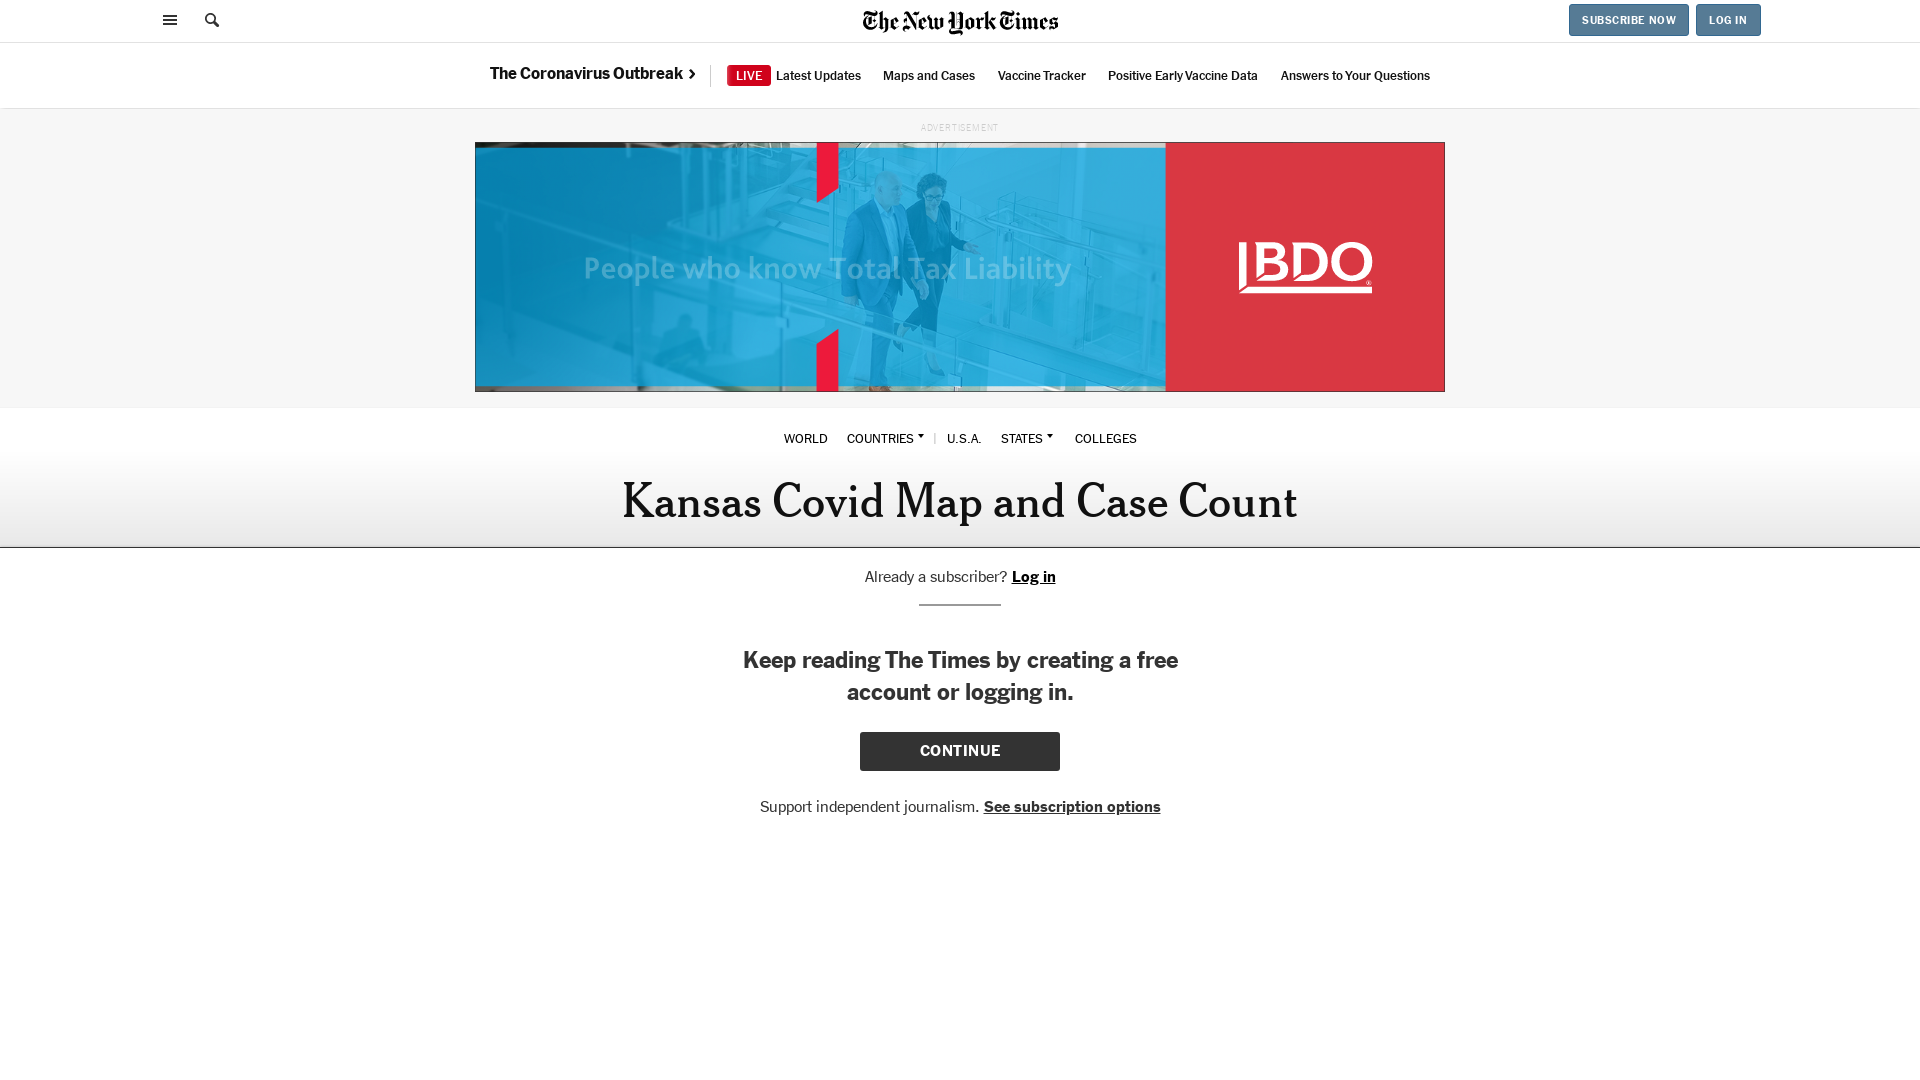 The New York Times
SUBSCRIBE NOW
LOG IN
The Coronavirus Outbreak
LIVE Latest Updates
Maps and Cases
Vaccine Tracker
Positive Early Vaccine Data
Answers to Your Questions
ADVERTISEMENT
People who know Total Tax Liability
BDO
®
WORLD
COUNTRIES
U.S.A.
STATES
COLLEGES
Kansas Covid Map and Case Count
Already a subscriber? Log in
Keep reading The Times by creating a free
account or logging in.
CONTINUE
Support independent journalism. See subscription options